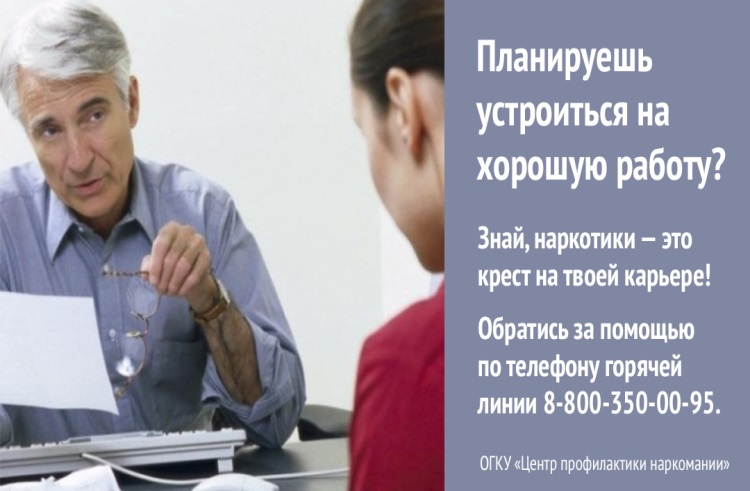 Планируешь
устроиться на
хорошую работу?
Знай, наркотики — это
крест на твоей карьере!
Обратись за помощью
по телефону горячей
линии 8-800-350-00-95.
ОГКУ «Центр профилактики наркомании»